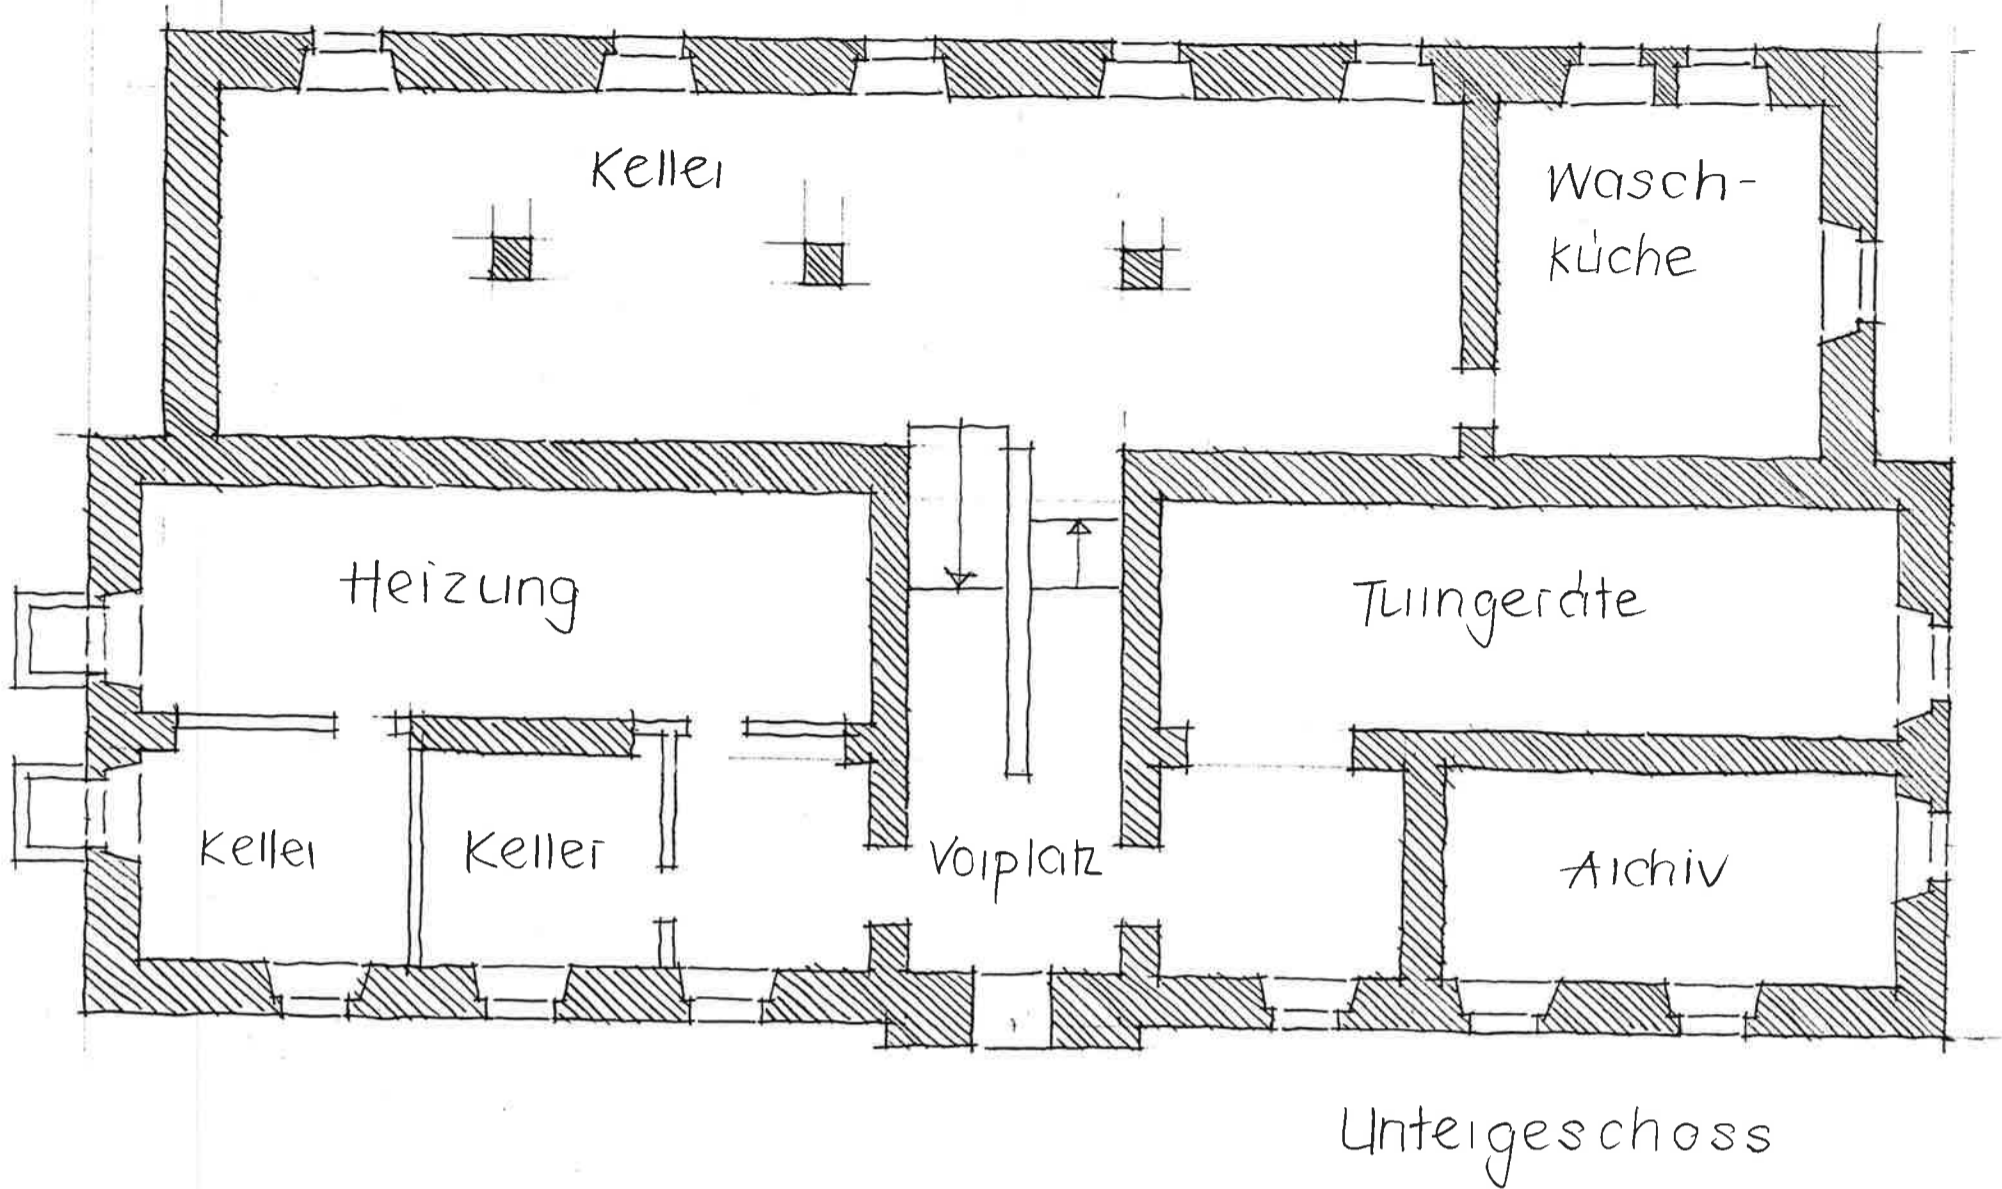 Keller
Wasch-
küche
Heizung
Turngeräte
Keller
Keller
Vorplatz
Archiv
Untergeschoss